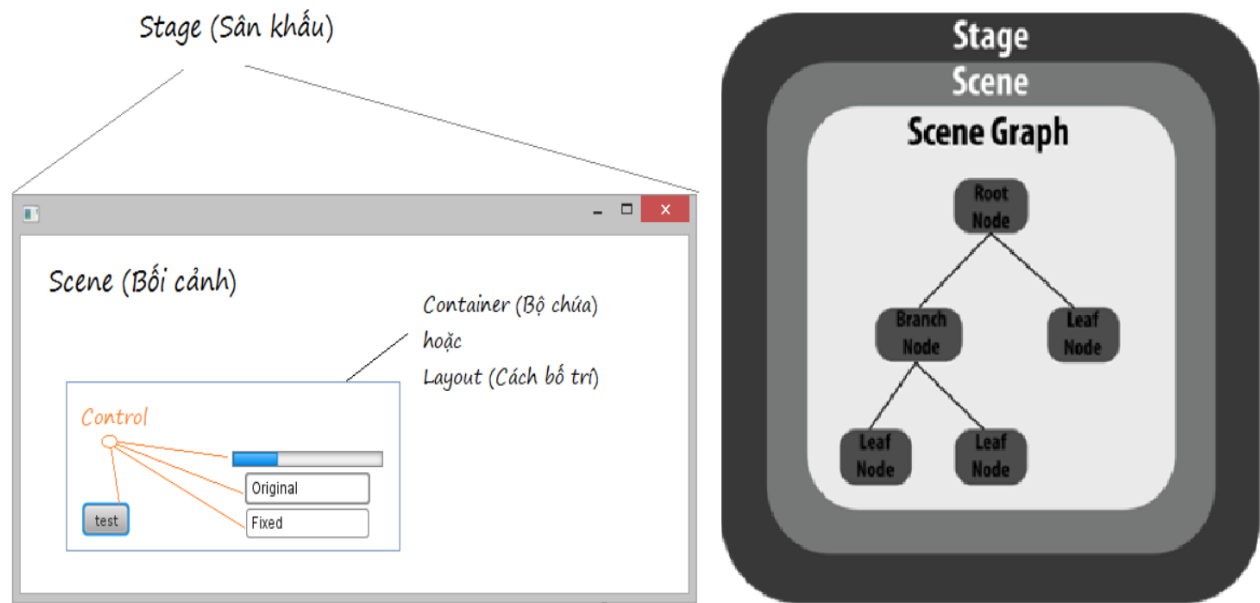 Stage (Sân khấu)
Scene (Bối cảnh)
Container (Bộ chúa)
hoặc
Layout (Cách bố trí)
Control
Original
test
Fixed
Stage
Scene
Scene Graph
Root
Node
Branch
Node
Leaf
Node
Leaf
Node
Leaf
Node